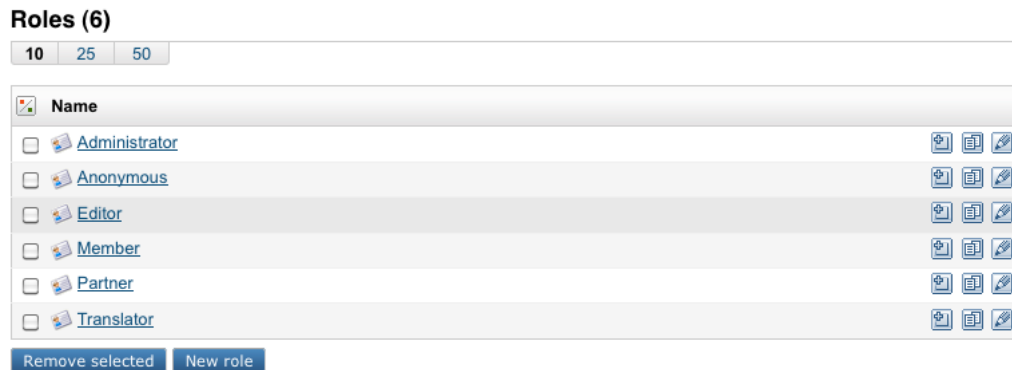 Roles (6)
10 25 50
Name
Administrator
Anonymous
Editor
Member
Partner
Translator
Remove selected New role